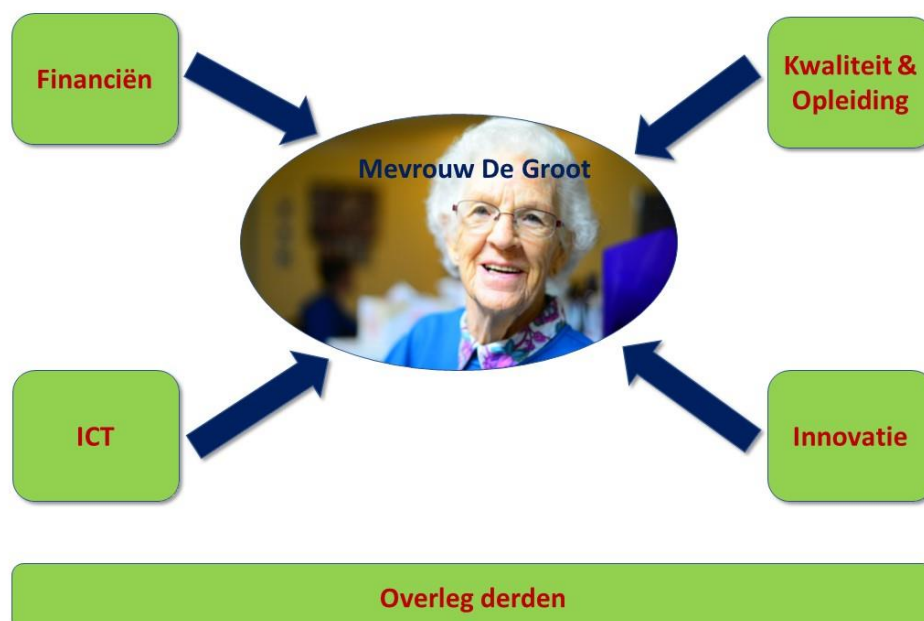 Financiën
Kwaliteit &
Opleiding
Mevrouw De Groot
ICT
Innovatie
Overleg derden